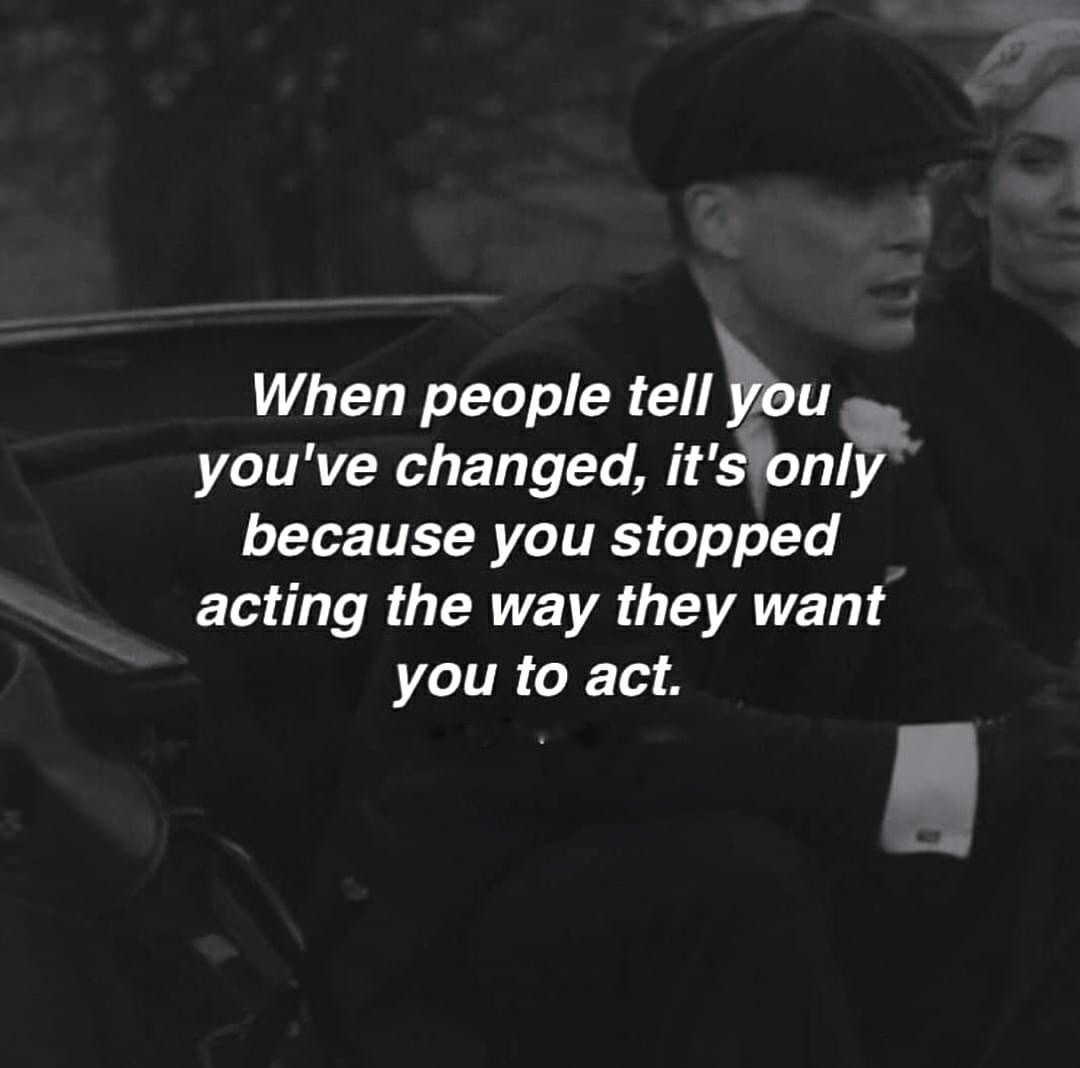 When people tell you
you've changed, it's only
because you stopped
acting the way they want
you to act.